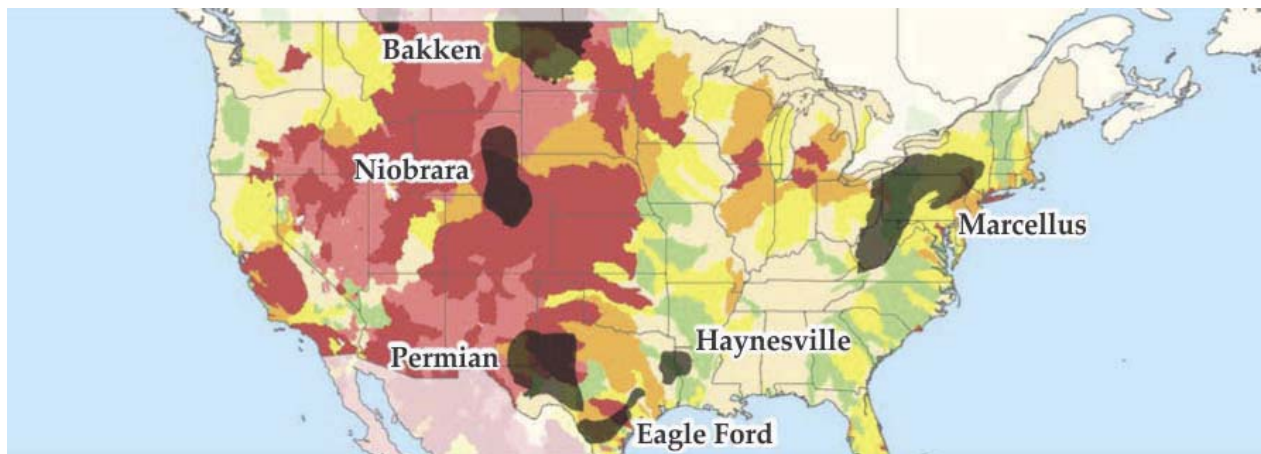 Bakken
Niobrara
Marcellus
Haynesville
Permian
Eagle Ford